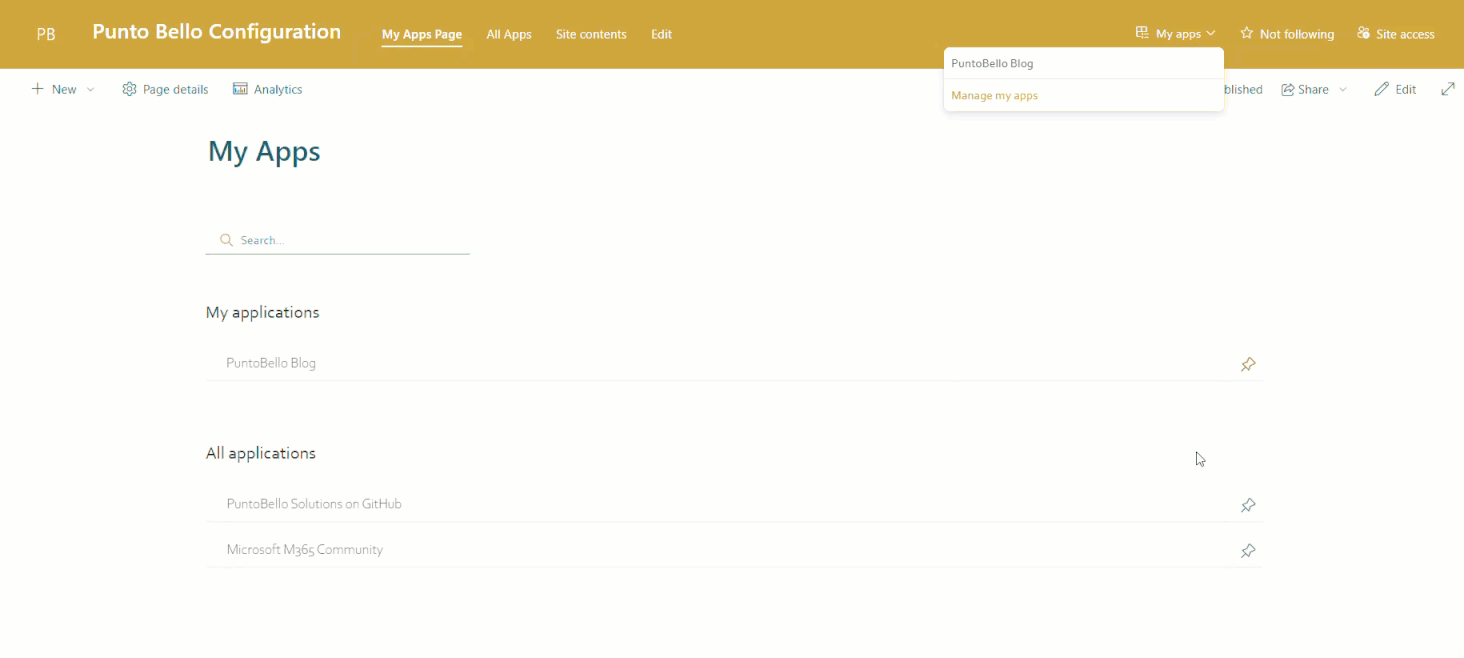 PB Punto Bello Configuration My Apps Page All Apps Site contents Edit My apps Not following Site access
PuntoBello Blog
Manage my apps
New Page details Analytics blished Share Edit
My Apps
Search...
My applications
PuntoBello Blog
All applications
PuntoBello Solutions on GitHub
Microsoft M365 Community